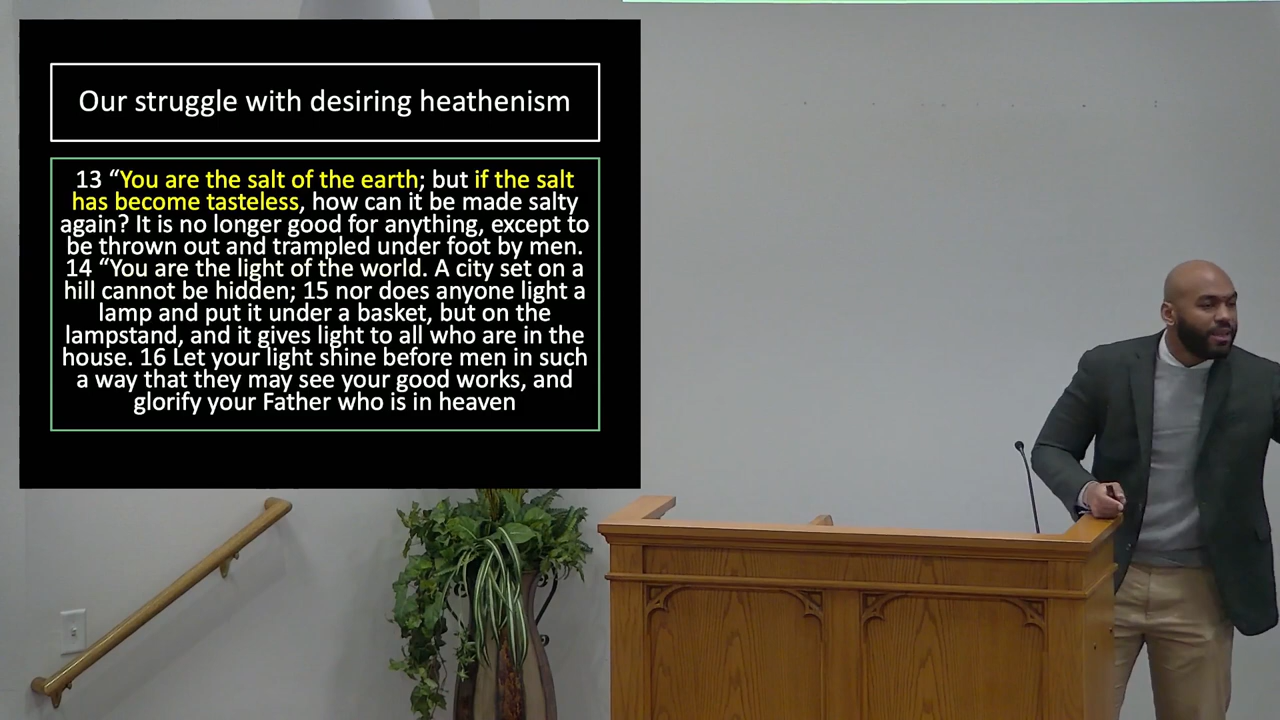 Our struggle with desiring heathenism
13 “You are the salt of the earth; but if the salt
has become tasteless, how can it be made salty
again? It is no longer good for anything, except to
be thrown out and trampled under foot by men.
14 “You are the light of the world. A city set on a
hill cannot be hidden; 15 nor does anyone light a
lamp and put it under a basket, but on the
lampstand, and it gives light to all who are in the
house. 16 Let your light shine before men in such
a way that they may see your good works, and
glorify your Father who is in heaven